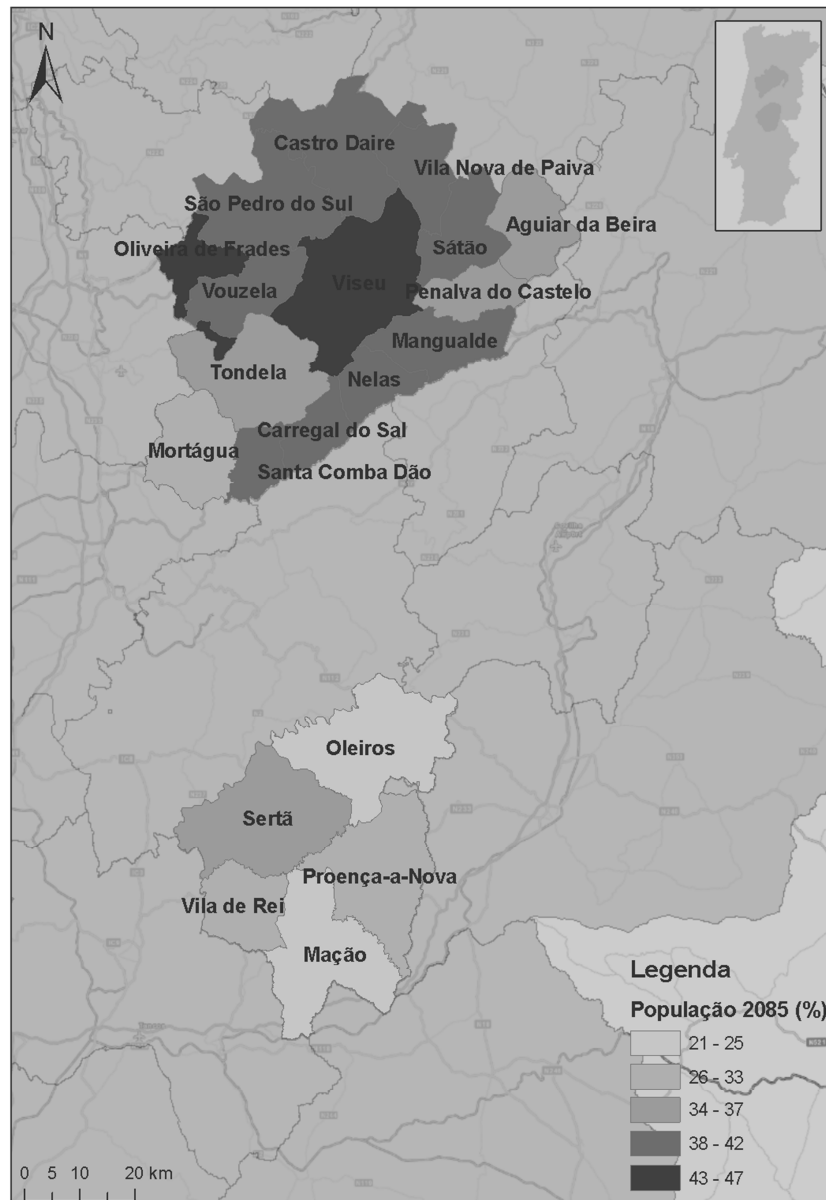 N
Castro Daire
Vila Nova de Paiva
São Pedro do Sul
Aguiar da Beira
Oliveira de Frades
Sátão
Viseu
Vouzela
Penalva do Castelo
Mangualde
Tondela
Nelas
Carregal do Sal
Mortágua
Santa Comba Dão
Oleiros
Sertã
Proença-a-Nova
Vila de Rei
Mação
Legenda
População 2085 (%)
21 - 25
26 - 33
34 - 37
38 - 42
43 - 47
0 5 10 20 km